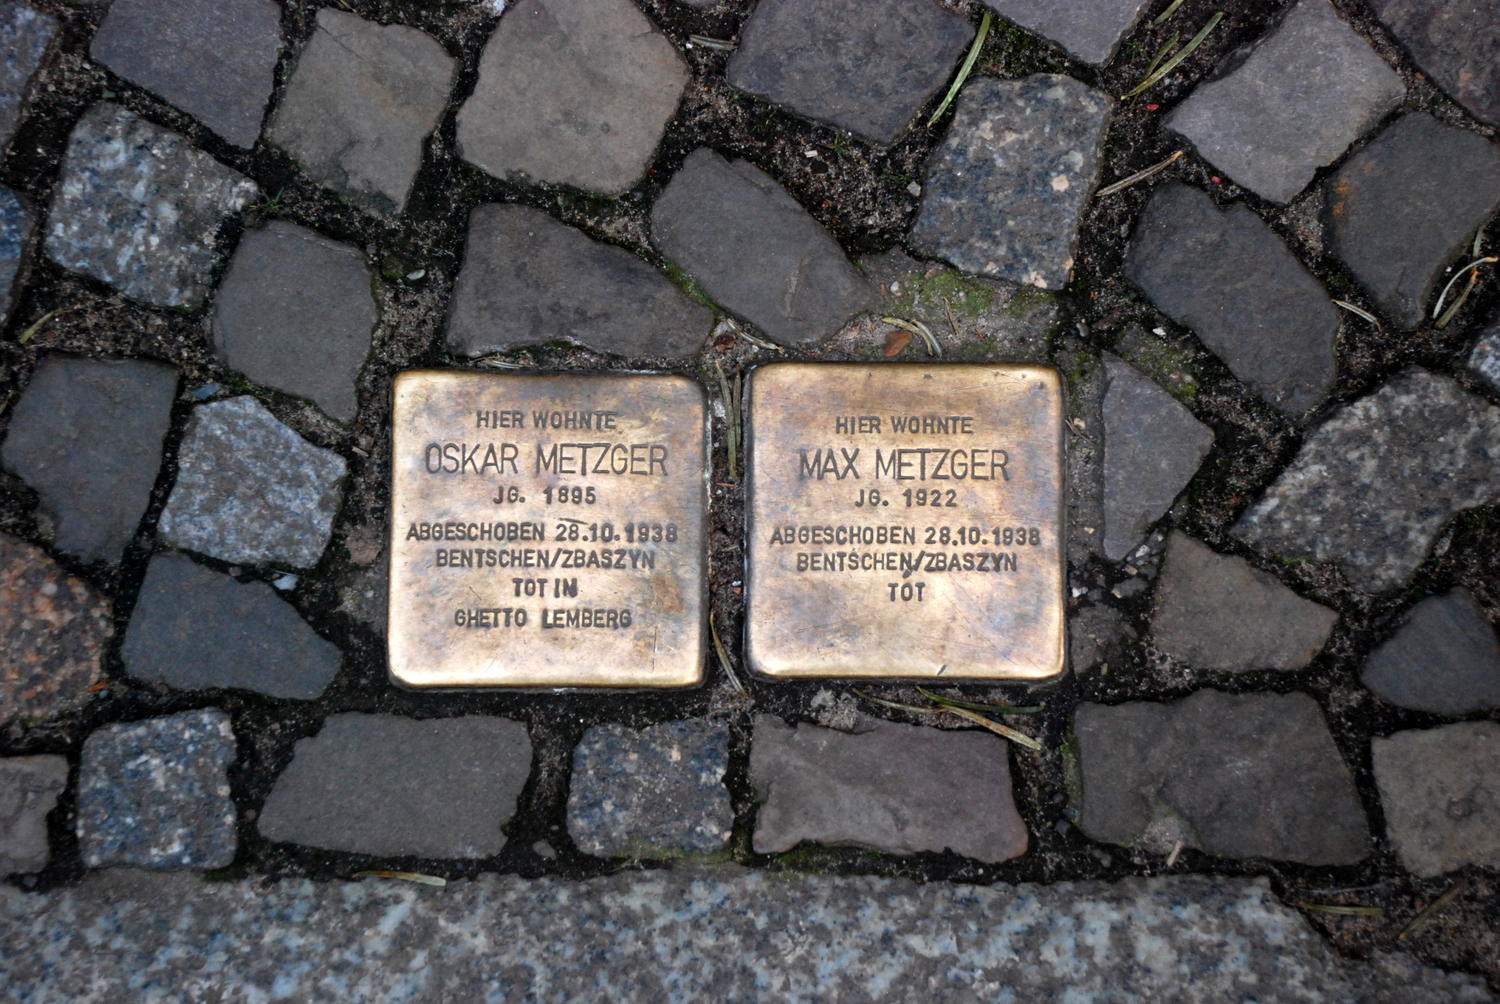 HIER WOHNTE
OSKAR METZGER
JG. 1895
ABGESCHOBEN 28.10.1938
BENTSCHEN/ZBASZYN
TOT IN
GHETTO LEMBERG
HIER WOHNTE
MAX METZGER
JG. 1922
ABGESCHOBEN 28.10.1938
BENTSCHEN/ZBASZYN
TOT